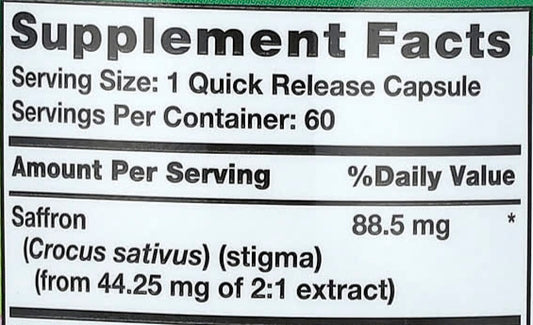 Supplement Facts
Serving Size: 1 Quick Release Capsule
Servings Per Container: 60
Amount Per Serving %Daily Value
Saffron 88.5 mg *
(Crocus sativus) (stigma)
(from 44.25 mg of 2:1 extract)